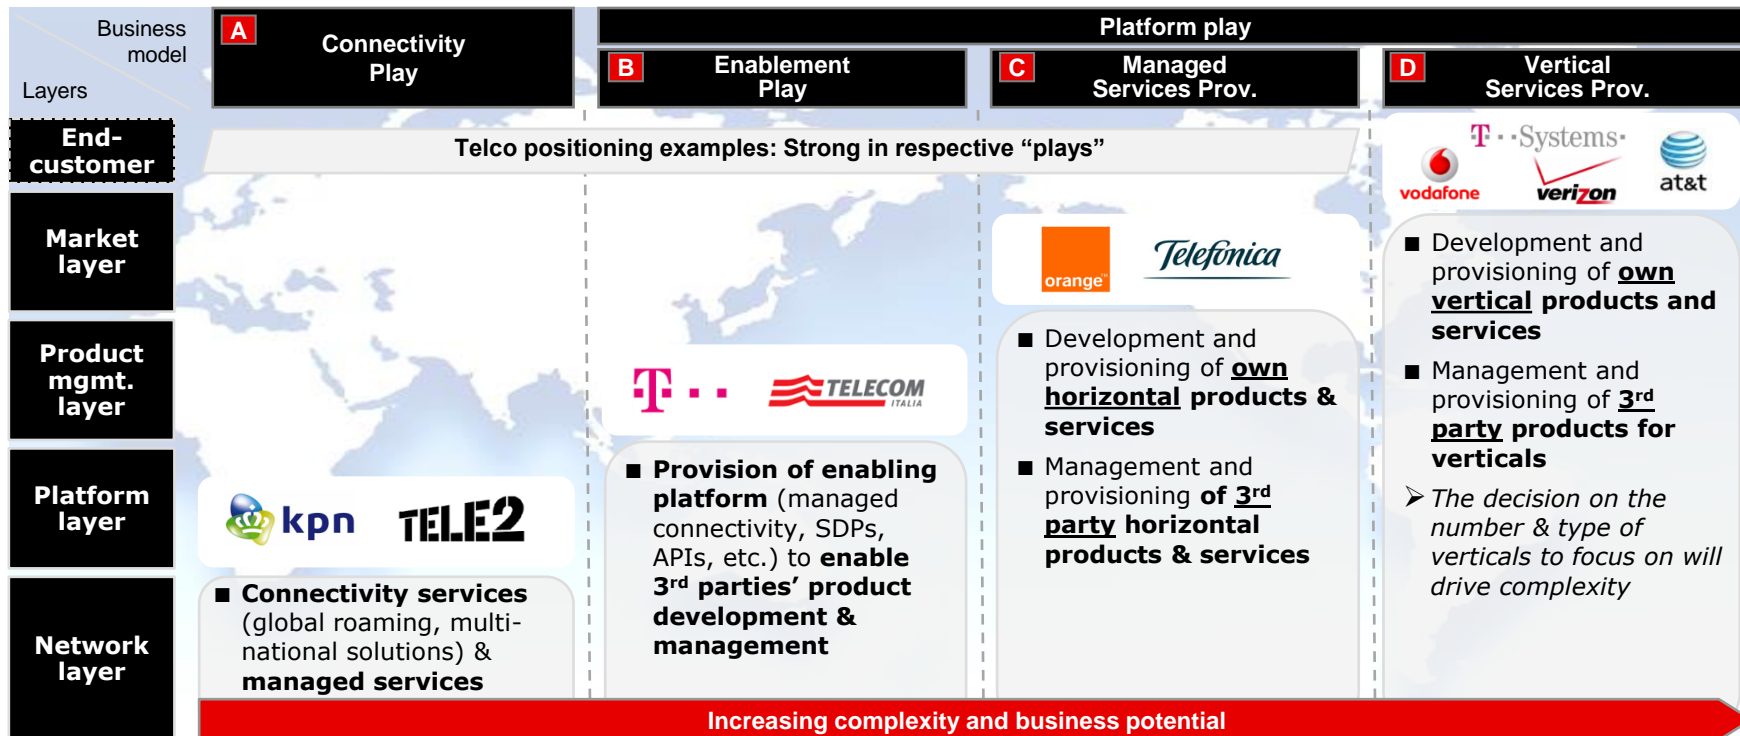 Business
model
Layers
A
Connectivity
Play
Platform play
B
Enablement
Play
C
Managed
Services Prov.
D
Vertical
Services Prov.
End-
customer
Telco positioning examples: Strong in respective “plays”
T··Systems·
vodafone
verizon
at&t
Market
layer
orange™
Telefónica
■ Development and
provisioning of own
vertical products and
services
■ Management and
provisioning of 3rd
party products for
verticals
➢ The decision on the
number & type of
verticals to focus on will
drive complexity
Product
mgmt.
layer
T··
TELECOM
ITALIA
■ Development and
provisioning of own
horizontal products &
services
■ Management and
provisioning of 3rd
party horizontal
products & services
Platform
layer
kpn
TELE2
■ Provision of enabling
platform (managed
connectivity, SDPs,
APIs, etc.) to enable
3rd parties’ product
development &
management
Network
layer
■ Connectivity services
(global roaming, multi-
national solutions) &
managed services
Increasing complexity and business potential